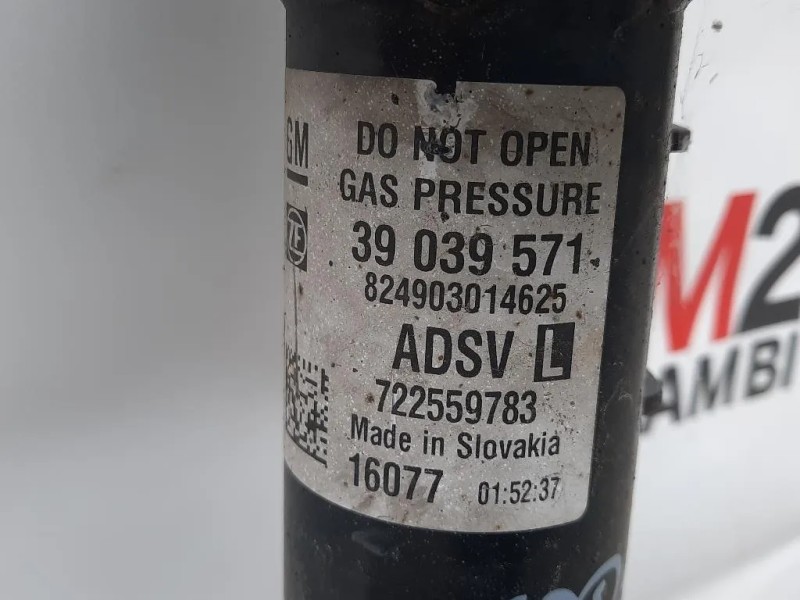 DO NOT OPEN
GM
GAS PRESSURE
ZF
39 039 571
824903014625
ADSV L
722559783
Made in Slovakia
16077 01:52:37
M2
AMBI